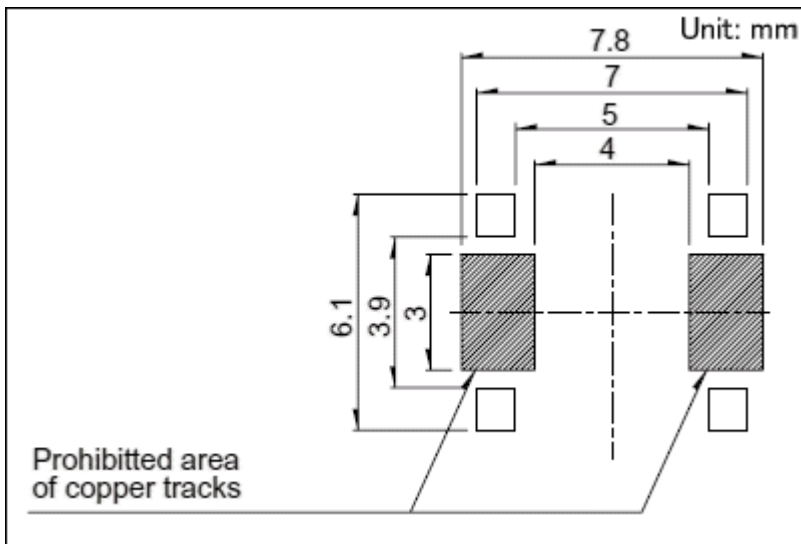 Unit: mm
7.8
7
5
4
6.1
3.9
3
Prohibitted area
of copper tracks